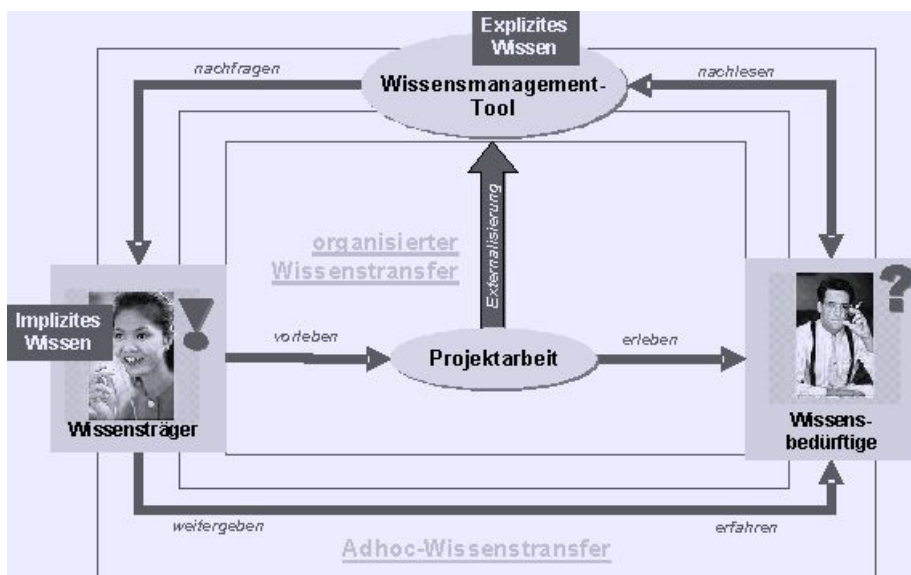 Explizites
Wissen
nachfragen
nachlesen
Wissensmanagement-
Tool
Externalisierung
organisierter
Wissenstransfer
!
?
Implizites
Wissen
vorleben
Projektarbeit
erleben
Wissensträger
Wissens-
bedürftige
weitergeben
erfahren
Adhoc-Wissenstransfer